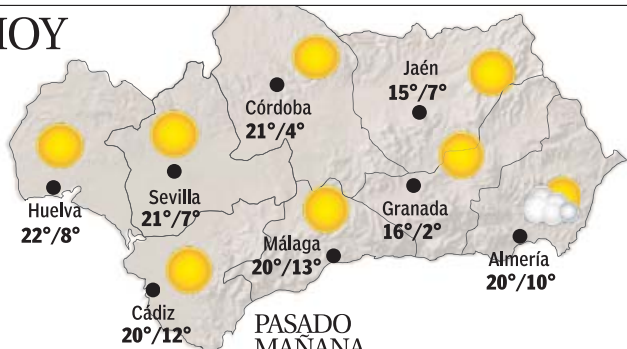 HOY
Jaén
15°/7°
Córdoba
21°/4°
Sevilla
21°/7°
Huelva
22°/8°
Granada
16°/2°
Málaga
20°/13°
Almería
20°/10°
Cádiz
20°/12°
PASADO
MAÑANA